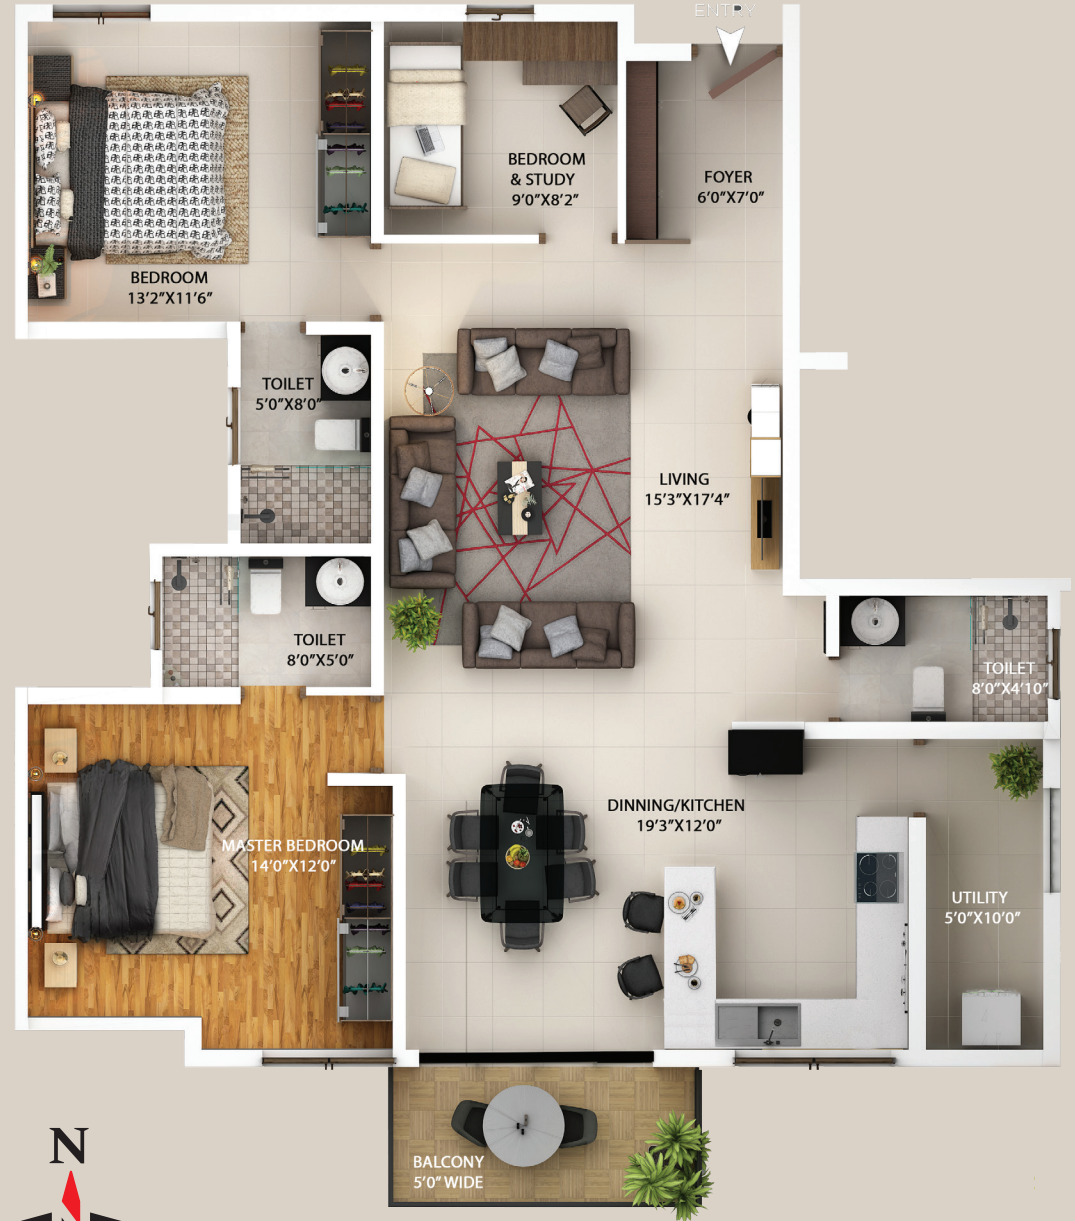 ENTRY
BEDROOM
& STUDY
9'0"X8'2"
FOYER
6'0"X7'0"
BEDROOM
13'2"X11'6"
TOILET
5'0"X8'0"
LIVING
15'3"X17'4"
TOILET
8'0"X5'0"
TOILET
8'0"X4'10"
DINNING/KITCHEN
19'3"X12'0"
MASTER BEDROOM
14'0"X12'0"
UTILITY
5'0"X10'0"
BALCONY
5'0" WIDE
N